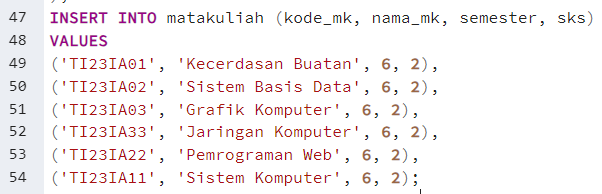 47 INSERT INTO matakuliah (kode_mk, nama_mk, semester, sks)
48 VALUES
49 ('TI23IA01', 'Kecerdasan Buatan', 6, 2),
50 ('TI23IA02', 'Sistem Basis Data', 6, 2),
51 ('TI23IA03', 'Grafik Komputer', 6, 2),
52 ('TI23IA33', 'Jaringan Komputer', 6, 2),
53 ('TI23IA22', 'Pemrograman Web', 6, 2),
54 ('TI23IA11', 'Sistem Komputer', 6, 2);